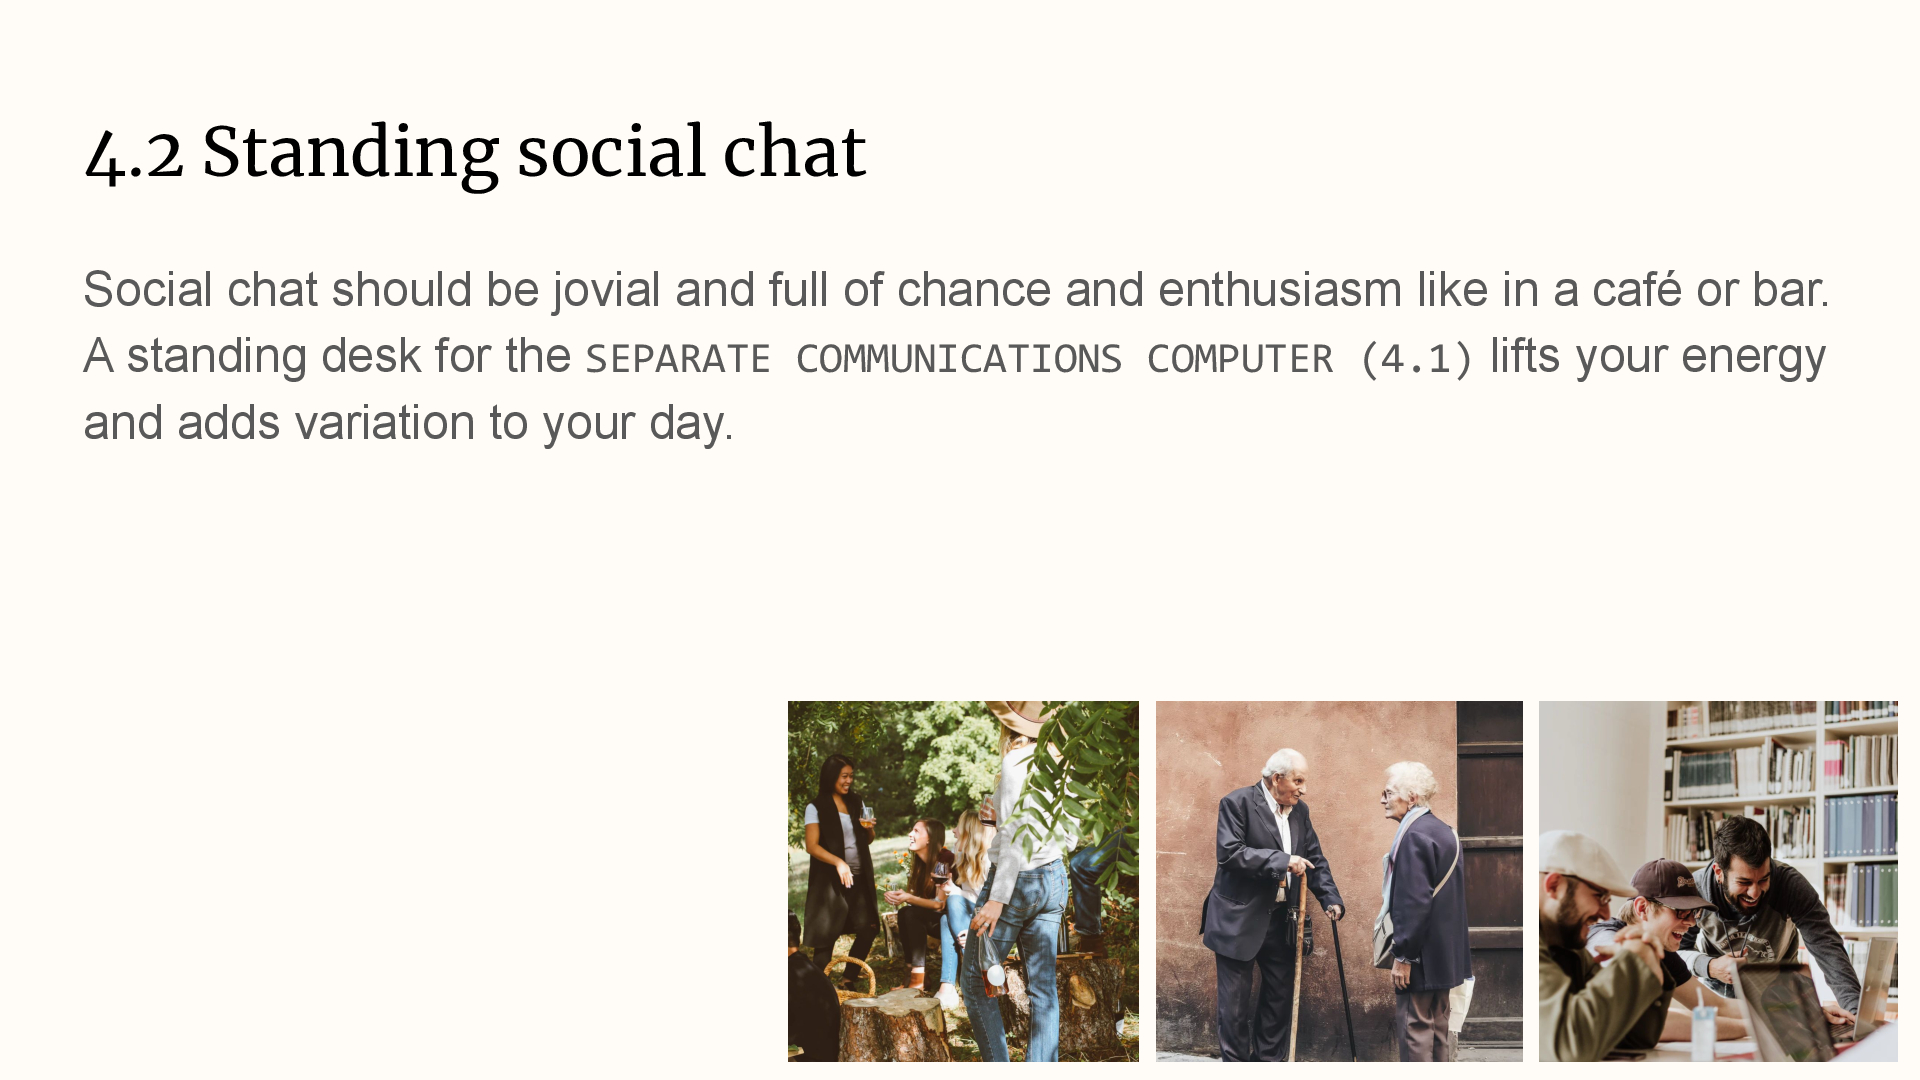 4.2 Standing social chat
Social chat should be jovial and full of chance and enthusiasm like in a café or bar.
A standing desk for the SEPARATE COMMUNICATIONS COMPUTER (4.1) lifts your energy
and adds variation to your day.